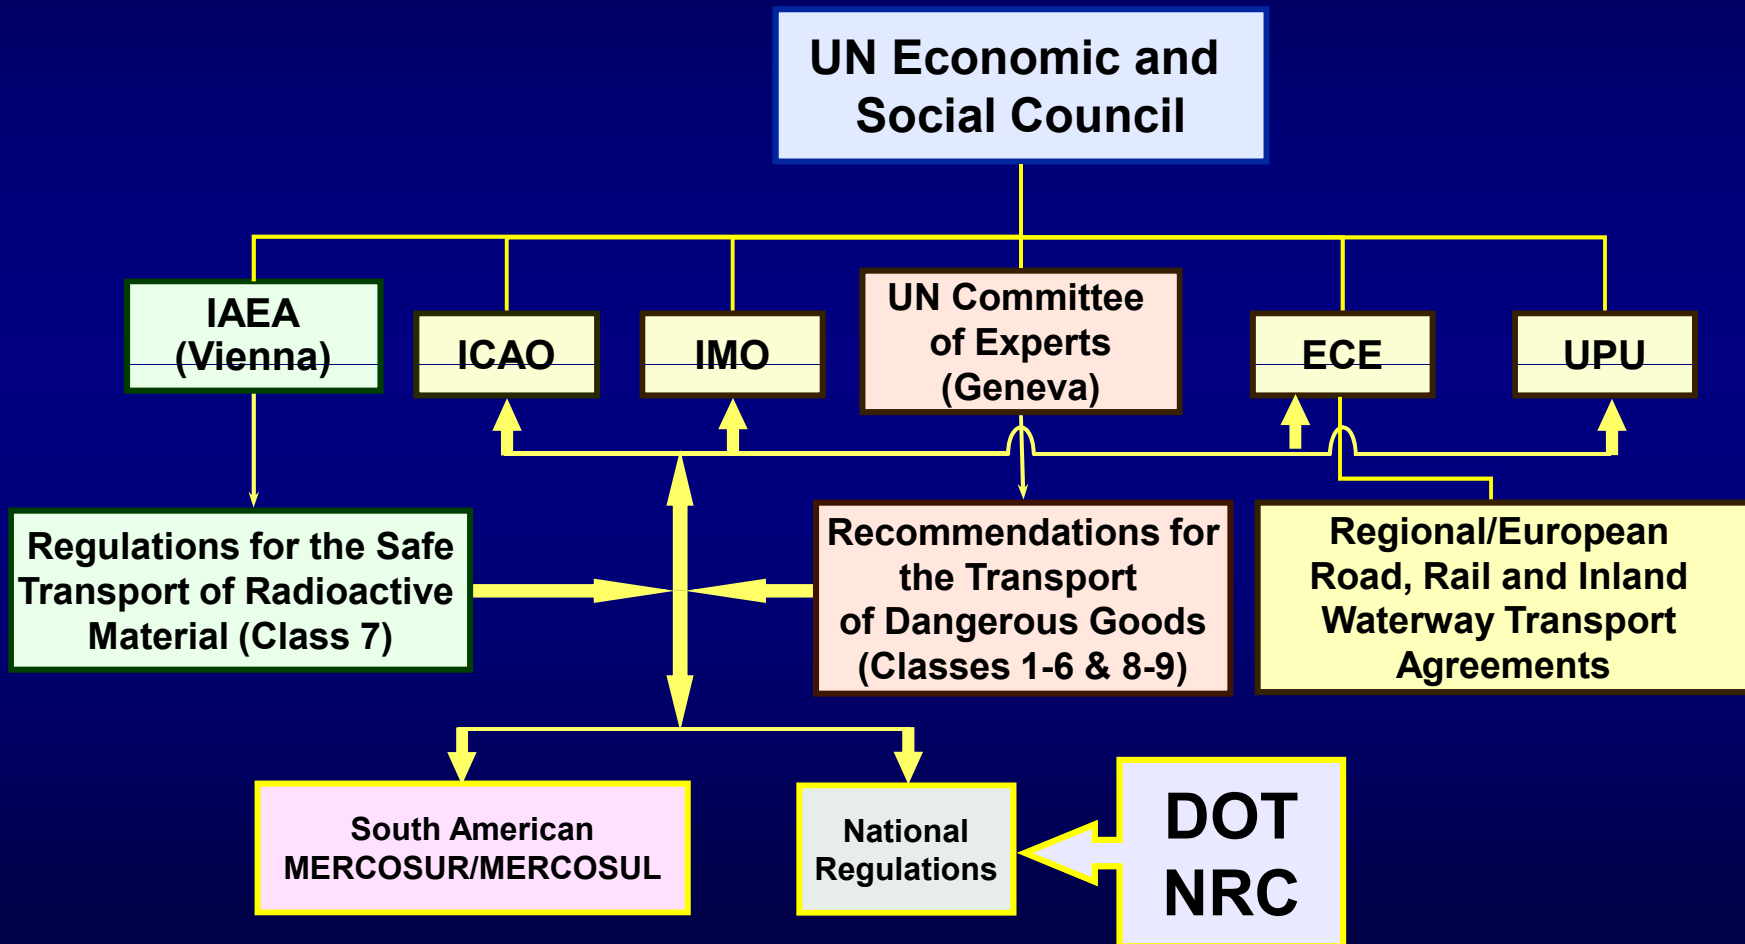 UN Economic and
Social Council
IAEA
(Vienna)
ICAO
IMO
UN Committee
of Experts
(Geneva)
ECE
UPU
Regulations for the Safe
Transport of Radioactive
Material (Class 7)
Recommendations for
the Transport
of Dangerous Goods
(Classes 1-6 & 8-9)
Regional/European
Road, Rail and Inland
Waterway Transport
Agreements
South American
MERCOSUR/MERCOSUL
National
Regulations
DOT
NRC